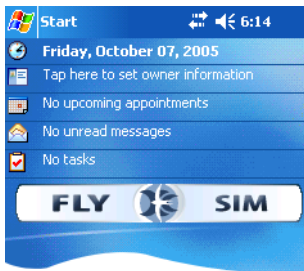 Start 6:14
Friday, October 07, 2005
Tap here to set owner information
No upcoming appointments
No unread messages
No tasks
FLY SIM